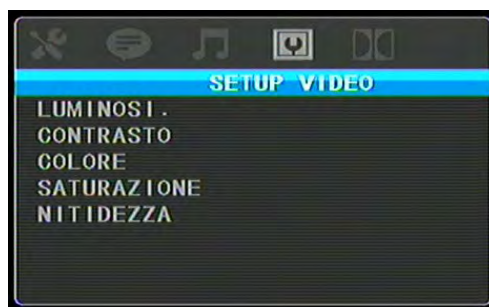 SETUP VIDEO
LUMINOSI.
CONTRASTO
COLORE
SATURAZIONE
NITIDEZZA